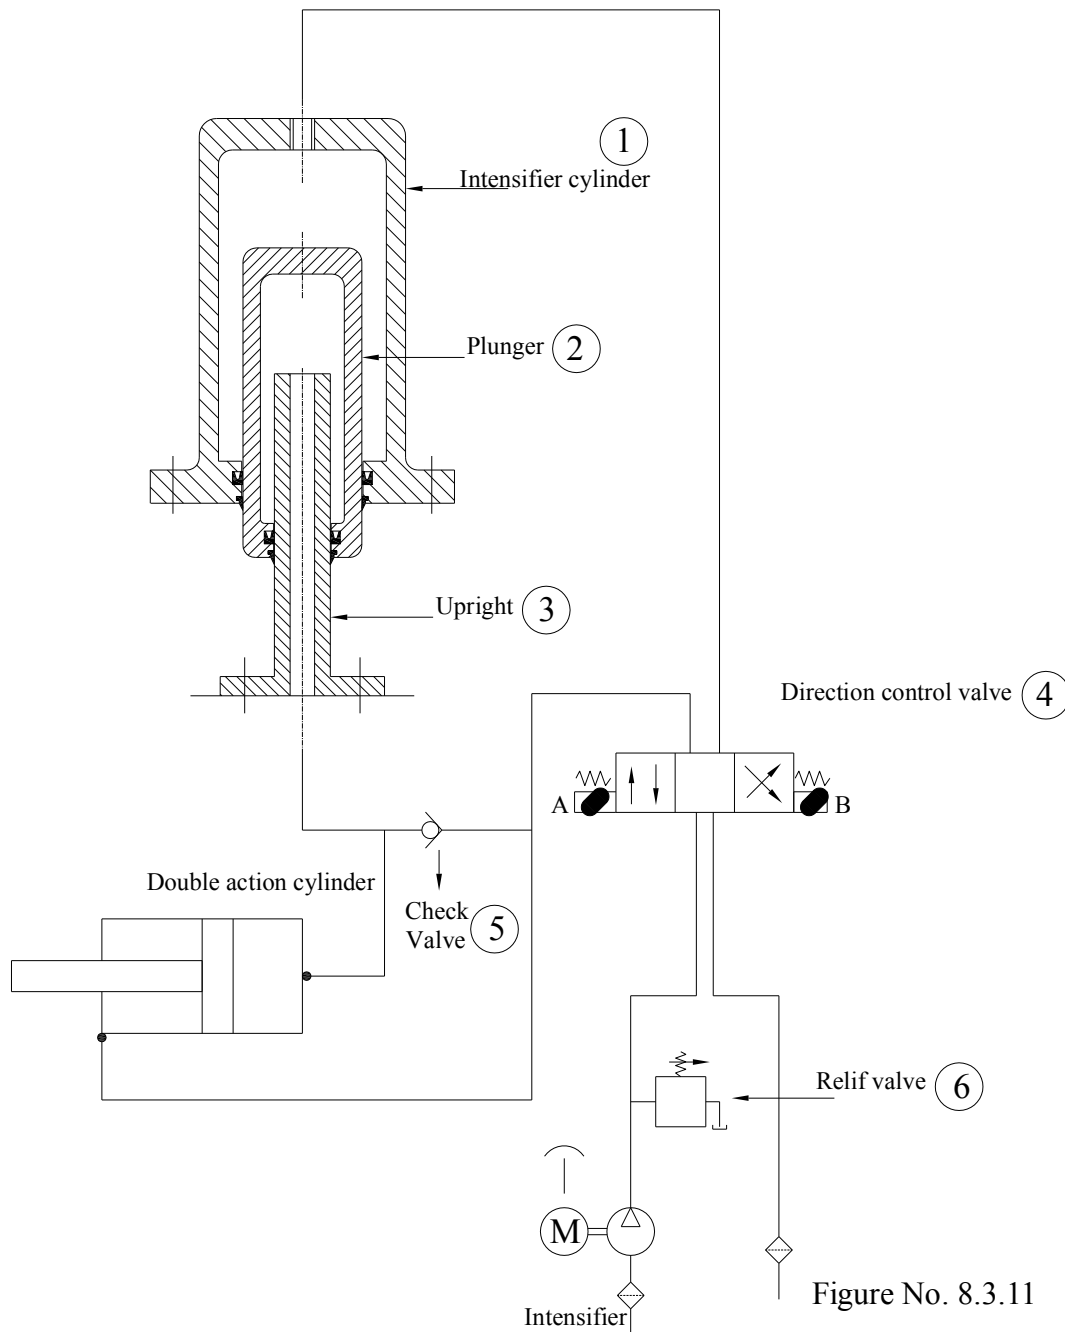 1
Intensifier cylinder
Plunger 2
Upright 3
Direction control valve 4
A
B
Double action cylinder
Check
Valve 5
Relif valve 6
M
Intensifier
Figure No. 8.3.11